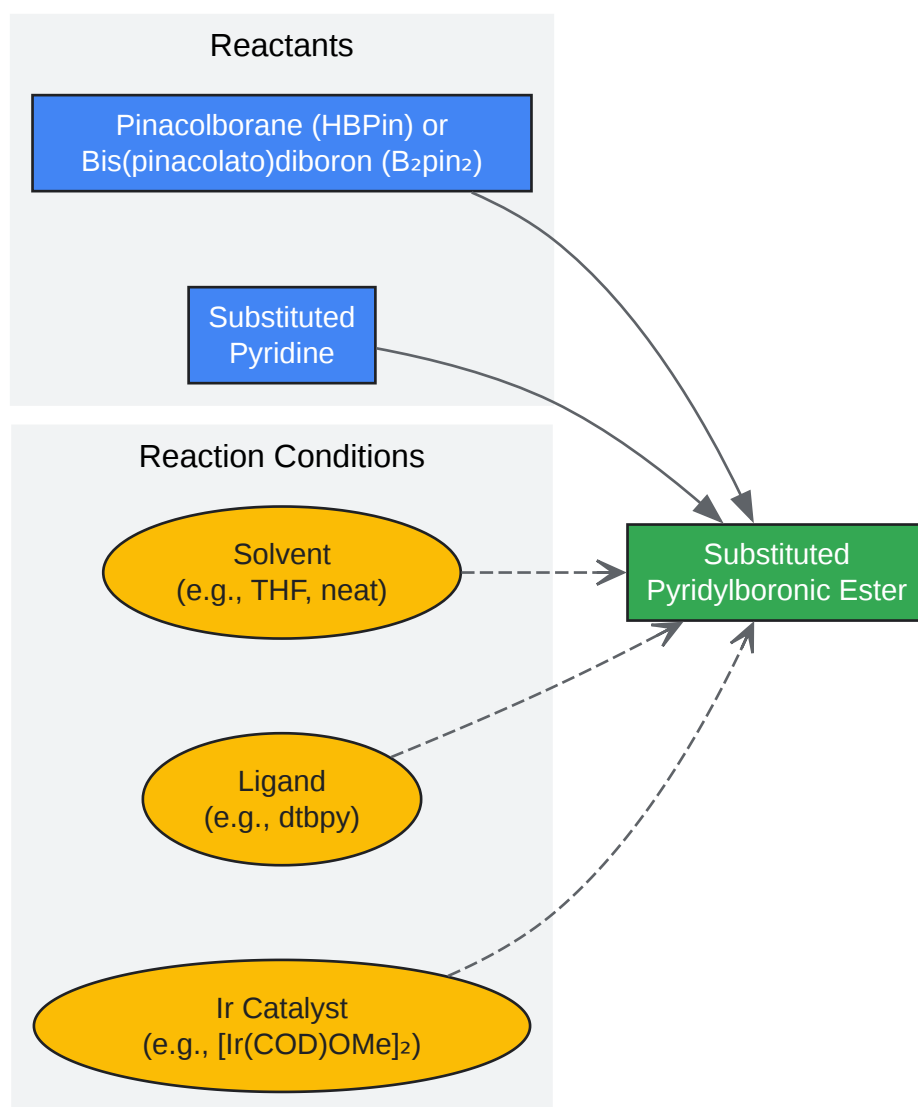 Reactants
Pinacolborane (HBPin) or
Bis(pinacolato)diboron (B₂pin₂)
Substituted
Pyridine
Reaction Conditions
Solvent
(e.g., THF, neat)
Substituted
Pyridylboronic Ester
Ligand
(e.g., dtbpy)
Ir Catalyst
(e.g., [Ir(COD)OMe]₂)